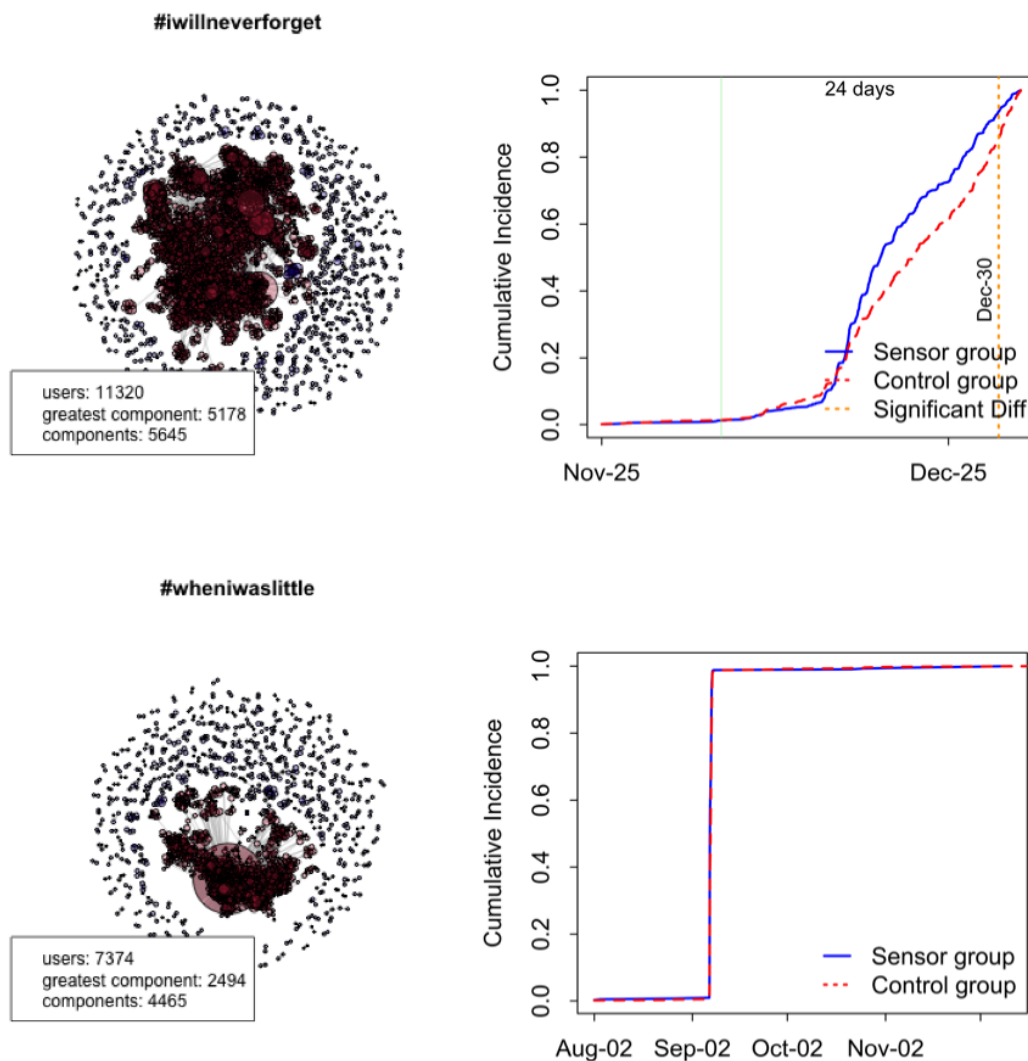 #iwillneverforget
users: 11320
greatest component: 5178
components: 5645
Cumulative Incidence
0.0
0.2
0.4
0.6
0.8
1.0
24 days
Dec-30
Sensor group
Control group
Significant Diff
Nov-25
Dec-25
#wheniwaslittle
users: 7374
greatest component: 2494
components: 4465
Cumulative Incidence
0.0
0.2
0.4
0.6
0.8
1.0
Sensor group
Control group
Aug-02
Sep-02
Oct-02
Nov-02